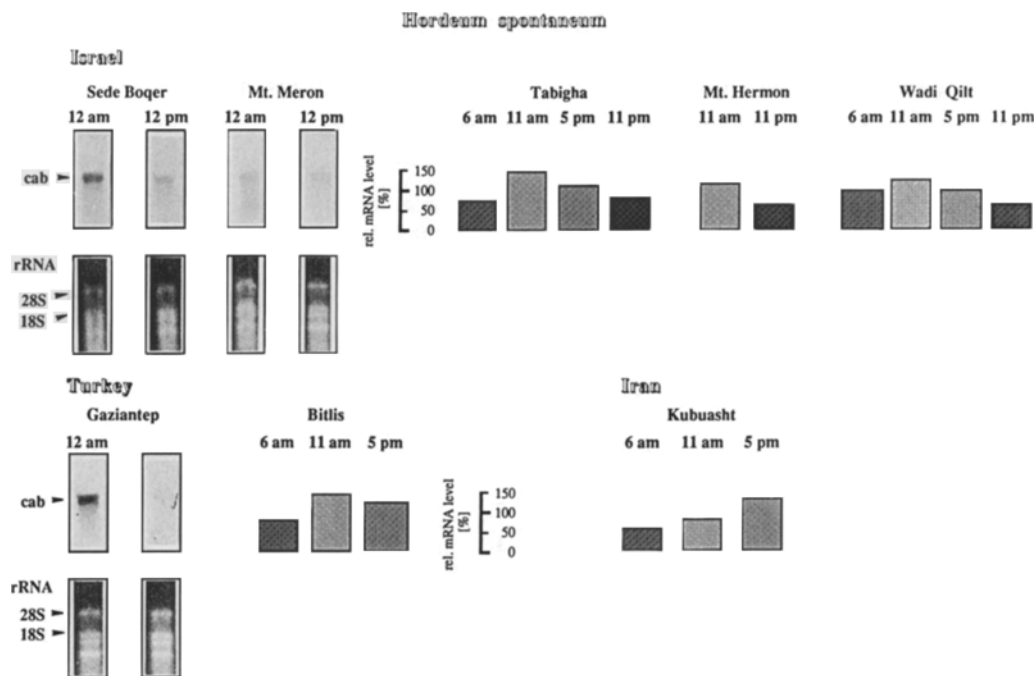 Hordeum spontaneum
Israel
Sede Boqer Mt. Meron Tabigha Mt. Hermon Wadi Qilt
12 am 12 pm 12 am 12 pm 6 am 11 am 5 pm 11 pm 11 am 11 pm 6 am 11 am 5 pm 11 pm
cab
rel. mRNA level
[%]
150
100
50
0
rRNA
28S
18S
Turkey Iran
Gaziantep Bitlis Kubuasht
12 am 6 am 11 am 5 pm 6 am 11 am 5 pm
cab
rel. mRNA level
[%]
150
100
50
0
rRNA
28S
18S